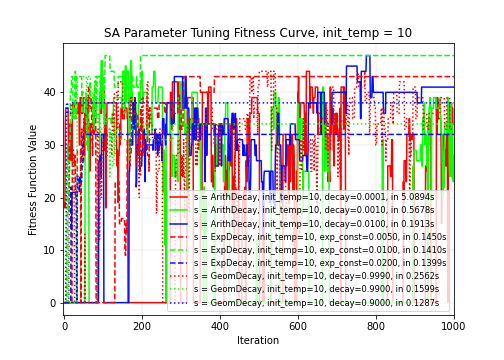 SA Parameter Tuning Fitness Curve, init_temp = 10
Fitness Function Value
40
30
20
10
0
s = ArithDecay, init_temp=10, decay=0.0001, in 5.0894s
s = ArithDecay, init_temp=10, decay=0.0010, in 0.5678s
s = ArithDecay, init_temp=10, decay=0.0100, in 0.1913s
s = ExpDecay, init_temp=10, exp_const=0.0050, in 0.1450s
s = ExpDecay, init_temp=10, exp_const=0.0100, in 0.1410s
s = ExpDecay, init_temp=10, exp_const=0.0200, in 0.1399s
s = GeomDecay, init_temp=10, decay=0.9990, in 0.2562s
s = GeomDecay, init_temp=10, decay=0.9900, in 0.1599s
s = GeomDecay, init_temp=10, decay=0.9000, in 0.1287s
0 200 400 600 800 1000
Iteration